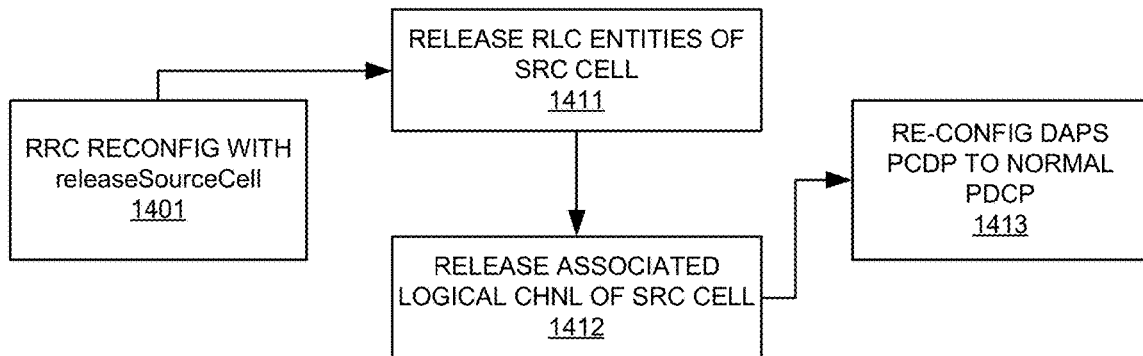 RRC RECONFIG WITH
releaseSourceCell
1401
RELEASE RLC ENTITIES OF
SRC CELL
1411
RELEASE ASSOCIATED
LOGICAL CHNL OF SRC CELL
1412
RE-CONFIG DAPS
PCDP TO NORMAL
PDCP
1413